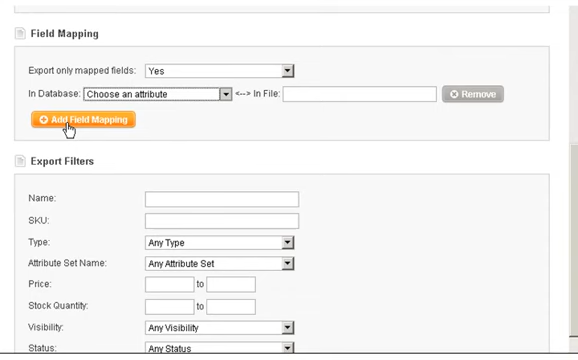 Field Mapping
Export only mapped fields: Yes
In Database: Choose an attribute <--> In File: Remove
Add Field Mapping
Export Filters
Name:
SKU:
Type: Any Type
Attribute Set Name: Any Attribute Set
Price: to
Stock Quantity: to
Visibility: Any Visibility
Status: Any Status